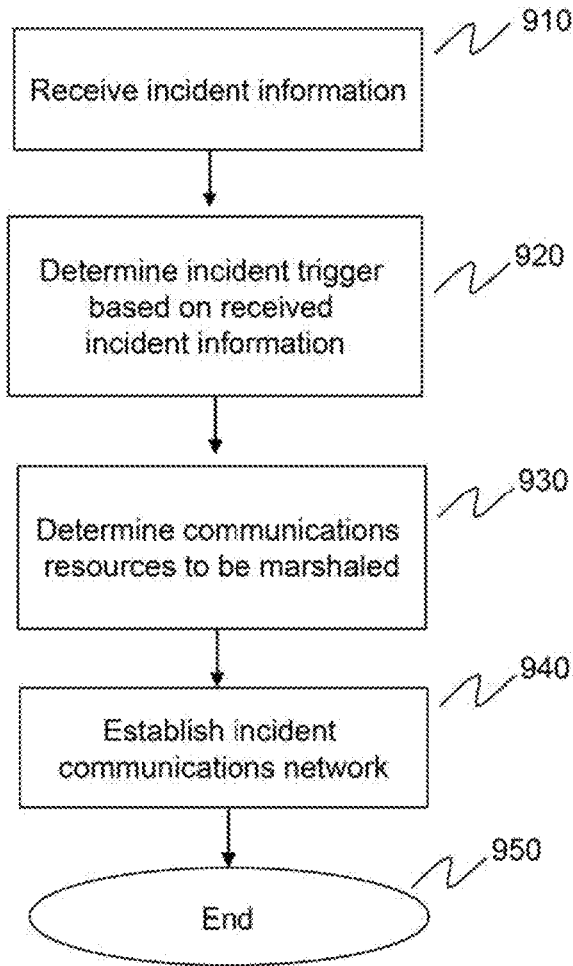 910
Receive incident information
920
Determine incident trigger
based on received
incident information
930
Determine communications
resources to be marshaled
940
Establish incident
communications network
950
End